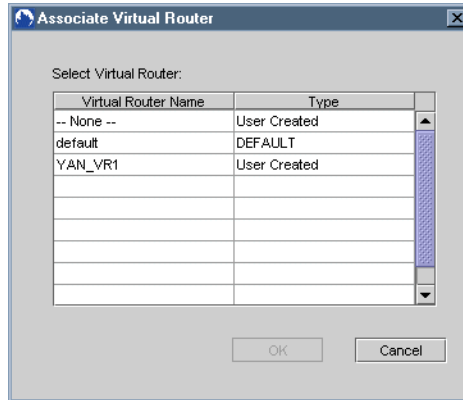 Associate Virtual Router
Select Virtual Router:
Virtual Router Name Type
-- None -- User Created
default DEFAULT
YAN_VR1 User Created
OK Cancel